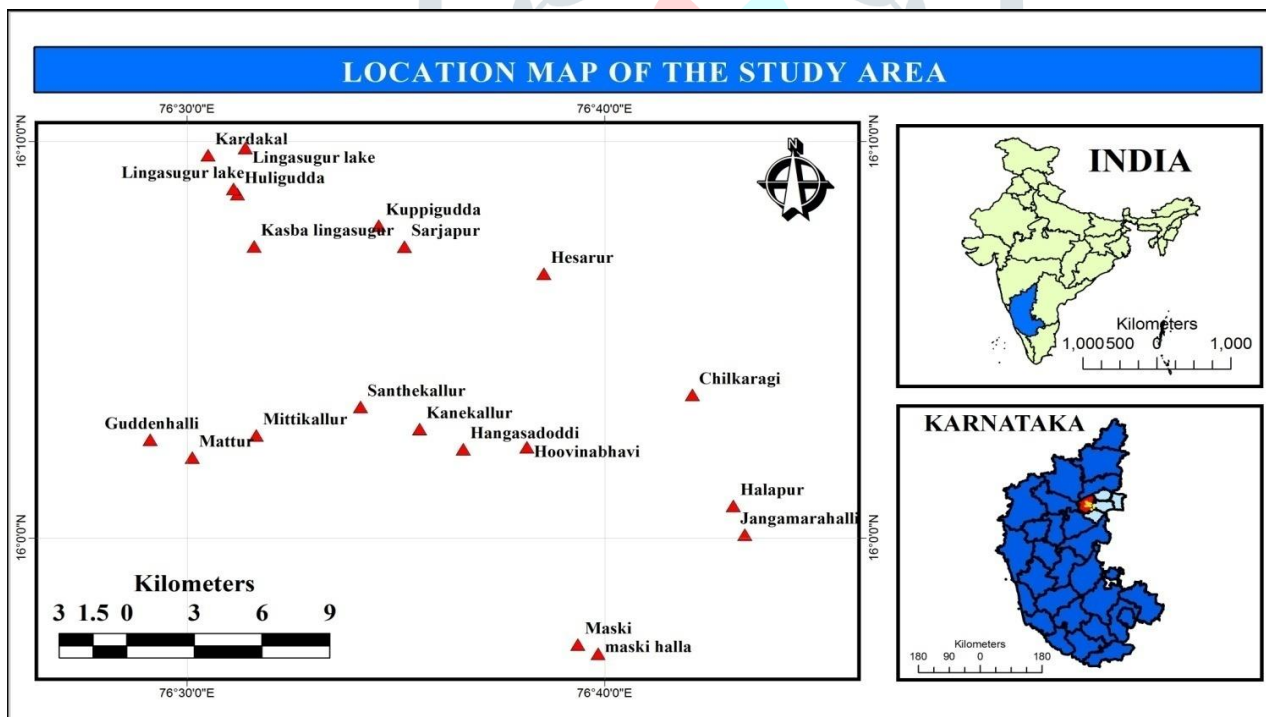 LOCATION MAP OF THE STUDY AREA
76°30'0"E
76°40'0"E
16°10'0"N
16°10'0"N
Kardakal
Lingasugur lake
Lingasugur lake
Huligudda
Kuppigudda
Kasba lingasugur
Sarjapur
Hesarur
N
Chilkaragi
Santhekallur
Guddenhalli
Mittikallur
Kanekallur
Mattur
Hangasadoddi
Hoovinabhavi
Halapur
Jangamarahalli
16°0'0"N
16°0'0"N
Kilometers
3 1.5 0 3 6 9
Maski
maski halla
76°30'0"E
76°40'0"E
INDIA
Kilometers
1,000 500 0 1,000
KARNATAKA
Kilometers
180 90 0 180